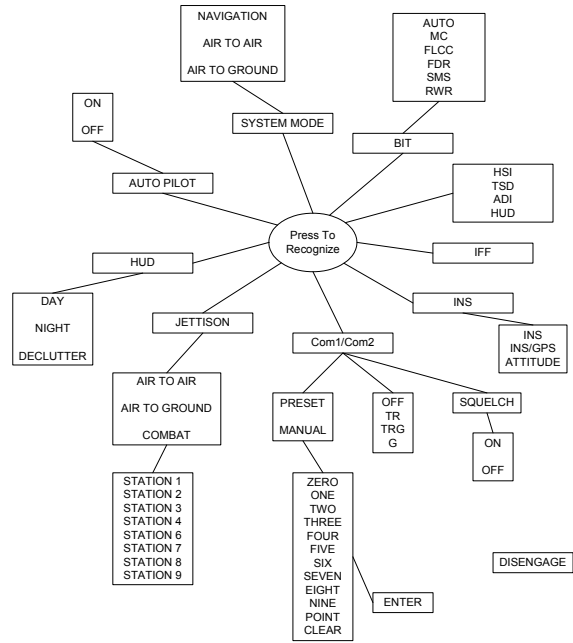 NAVIGATION
AIR TO AIR
AIR TO GROUND
AUTO
MC
FLCC
FDR
SMS
RWR
ON
OFF
SYSTEM MODE
BIT
AUTO PILOT
HSI
TSD
ADI
HUD
Press To
Recognize
HUD
IFF
DAY
NIGHT
DECLUTTER
JETTISON
INS
INS
INS/GPS
ATTITUDE
Com1/Com2
AIR TO AIR
AIR TO GROUND
COMBAT
PRESET
MANUAL
OFF
TR
TRG
G
SQUELCH
ON
OFF
STATION 1
STATION 2
STATION 3
STATION 4
STATION 6
STATION 7
STATION 8
STATION 9
ZERO
ONE
TWO
THREE
FOUR
FIVE
SIX
SEVEN
EIGHT
NINE
POINT
CLEAR
ENTER
DISENGAGE